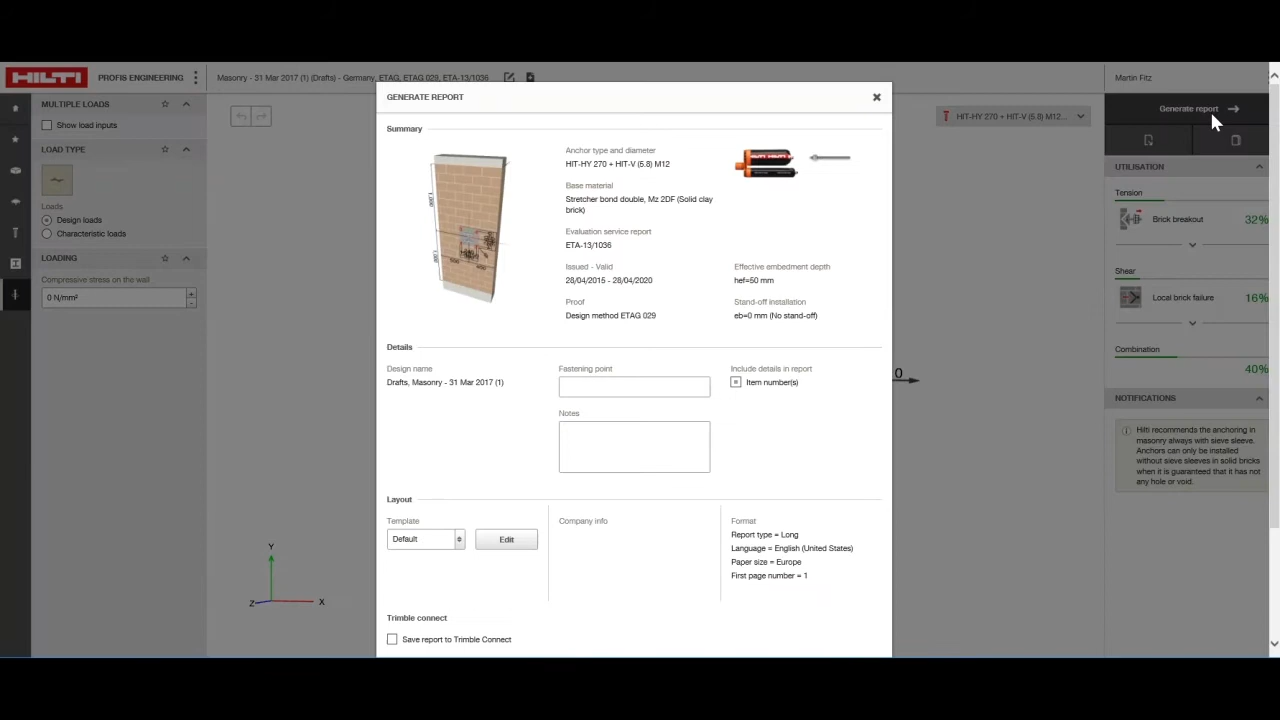 HILTI
PROFIS ENGINEERING
Masonry - 31 Mar 2017 (1) (Drafts) - Germany, ETAG, ETAG 029, ETA-13/1036
Martin Fitz
MULTIPLE LOADS
Show load inputs
LOAD TYPE
Loads
Design loads
Characteristic loads
LOADING
Compressive stress on the wall
0 N/mm²
Y
Z
X
GENERATE REPORT
Summary
Anchor type and diameter
HIT-HY 270 + HIT-V (5.8) M12
Base material
Stretcher bond double, Mz 2DF (Solid clay
brick)
Evaluation service report
ETA-13/1036
Issued - Valid
28/04/2015 - 28/04/2020
Effective embedment depth
hef=50 mm
Proof
Design method ETAG 029
Stand-off installation
eb=0 mm (No stand-off)
Details
Design name
Drafts, Masonry - 31 Mar 2017 (1)
Fastening point
Include details in report
Item number(s)
Notes
Layout
Template
Default
Edit
Company info
Format
Report type = Long
Language = English (United States)
Paper size = Europe
First page number = 1
Trimble connect
Save report to Trimble Connect
HIT-HY 270 + HIT-V (5.8) M12...
0
Generate report
UTILISATION
Tension
Brick breakout
32%
Shear
Local brick failure
16%
Combination
40%
NOTIFICATIONS
Hilti recommends the anchoring in
masonry always with sieve sleeve.
Anchors can only be installed
without sieve sleeves in solid bricks
when it is guaranteed that it has not
any hole or void.